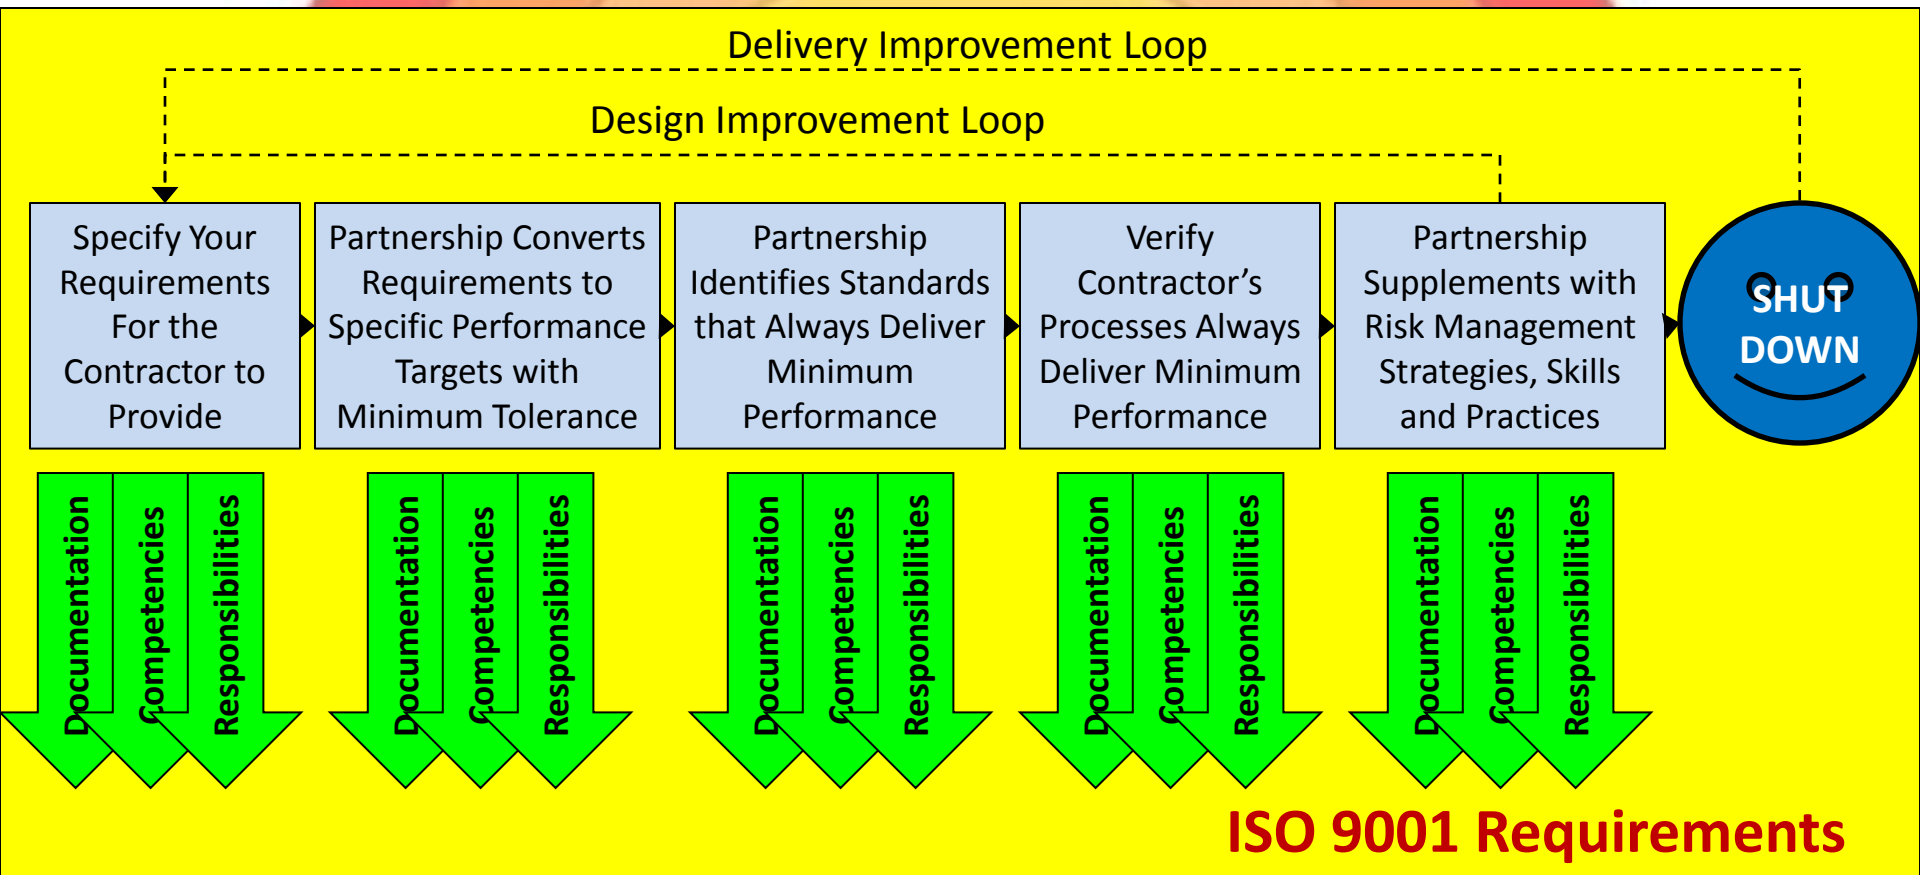 Delivery Improvement Loop
Design Improvement Loop
Specify Your
Requirements
For the
Contractor to
Provide
Partnership Converts
Requirements to
Specific Performance
Targets with
Minimum Tolerance
Partnership
Identifies Standards
that Always Deliver
Minimum
Performance
Verify
Contractor’s
Processes Always
Deliver Minimum
Performance
Partnership
Supplements with
Risk Management
Strategies, Skills
and Practices
SHUT
DOWN
Documentation
Competencies
Responsibilities
Documentation
Competencies
Responsibilities
Documentation
Competencies
Responsibilities
Documentation
Competencies
Responsibilities
Documentation
Competencies
Responsibilities
ISO 9001 Requirements